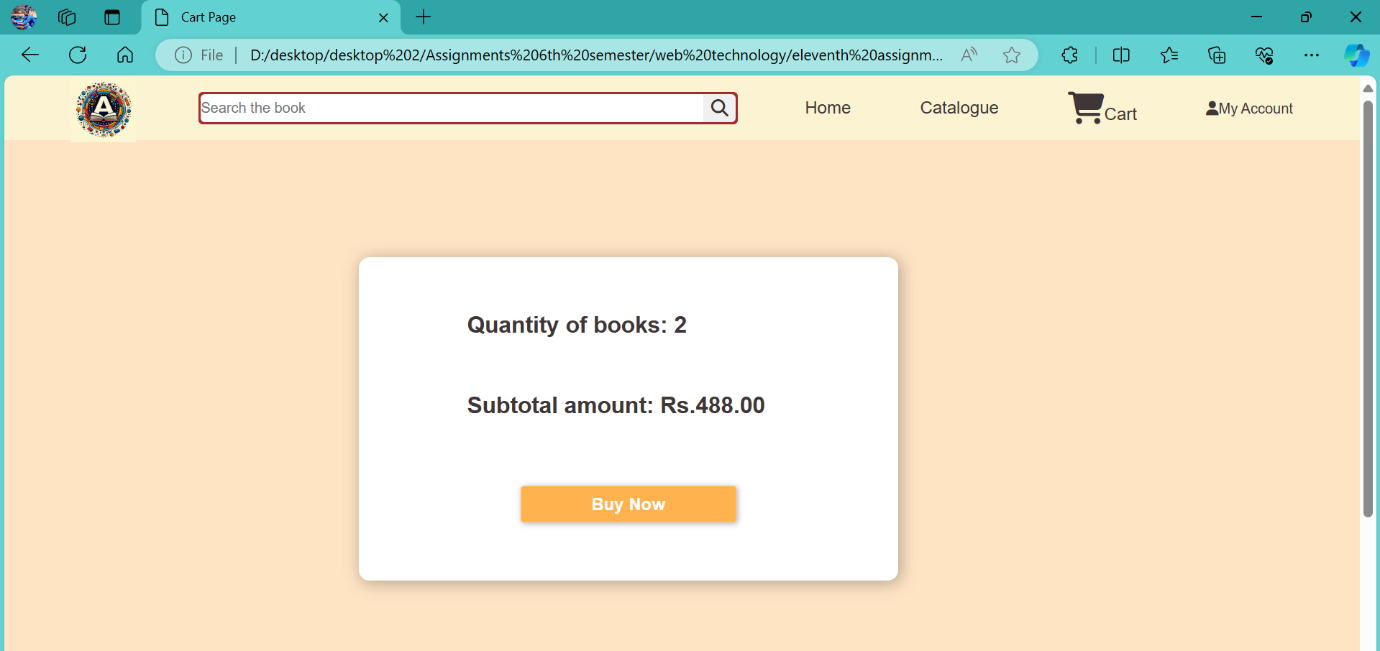 Cart Page
File
D:/desktop/desktop%202/Assignments%206th%20semester/web%20technology/eleventh%20assignm...
A
Search the book
Home
Catalogue
Cart
My Account
Quantity of books: 2
Subtotal amount: Rs.488.00
Buy Now